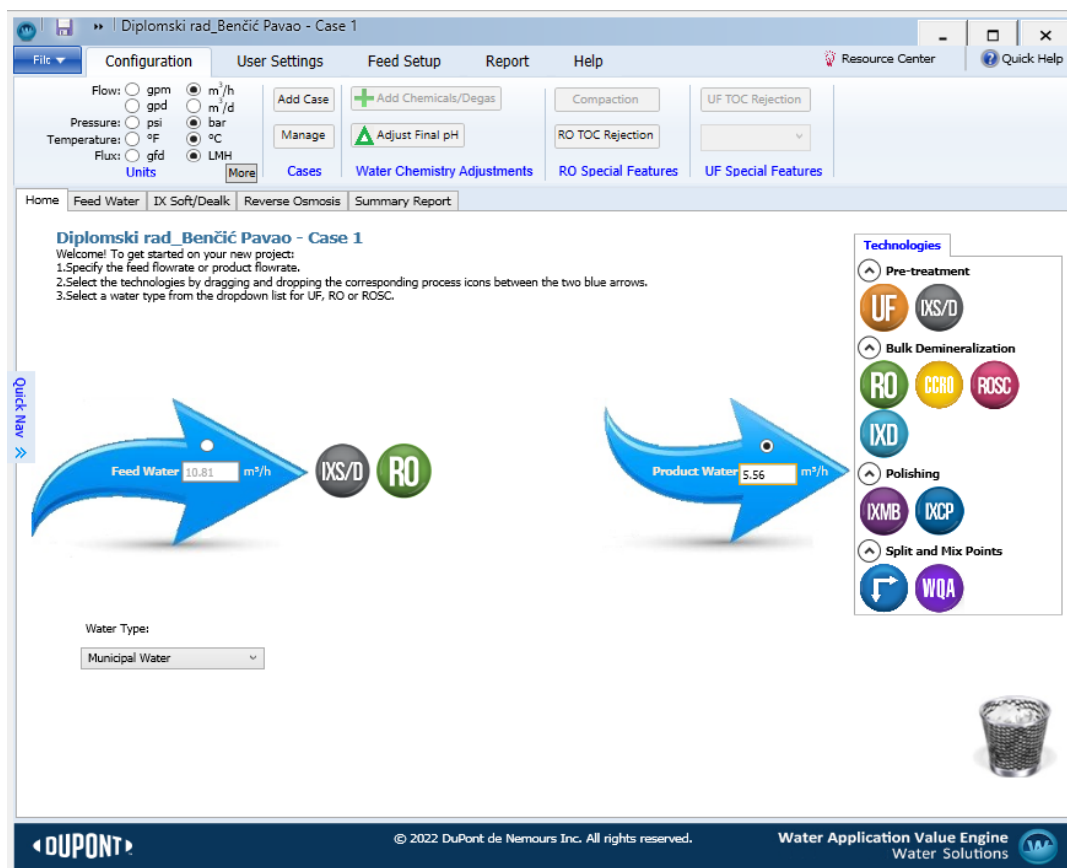 Diplomski rad_Benčić Pavao - Case 1
File Configuration User Settings Feed Setup Report Help Resource Center Quick Help
Flow: gpm m³/h
gpd m³/d
Pressure: psi bar
Temperature: °F °C
Flux: gfd LMH
Units More
Add Case
Manage
Cases
Add Chemicals/Degas
Adjust Final pH
Water Chemistry Adjustments
Compaction
RO TOC Rejection
RO Special Features
UF TOC Rejection
UF Special Features
Home Feed Water IX Soft/Dealk Reverse Osmosis Summary Report
Diplomski rad_Benčić Pavao - Case 1
Welcome! To get started on your new project:
1.Specify the feed flowrate or product flowrate.
2.Select the technologies by dragging and dropping the corresponding process icons between the two blue arrows.
3.Select a water type from the dropdown list for UF, RO or ROSC.
Quick Nav
Feed Water 10.81 m³/h
IXS/D RO
Product Water 5.56 m³/h
Technologies
Pre-treatment
UF IXS/D
Bulk Demineralization
RO CCRO ROSC
IXD
Polishing
IXMB IXCP
Split and Mix Points
WQA
Water Type:
Municipal Water
DUPONT
© 2022 DuPont de Nemours Inc. All rights reserved.
Water Application Value Engine
Water Solutions